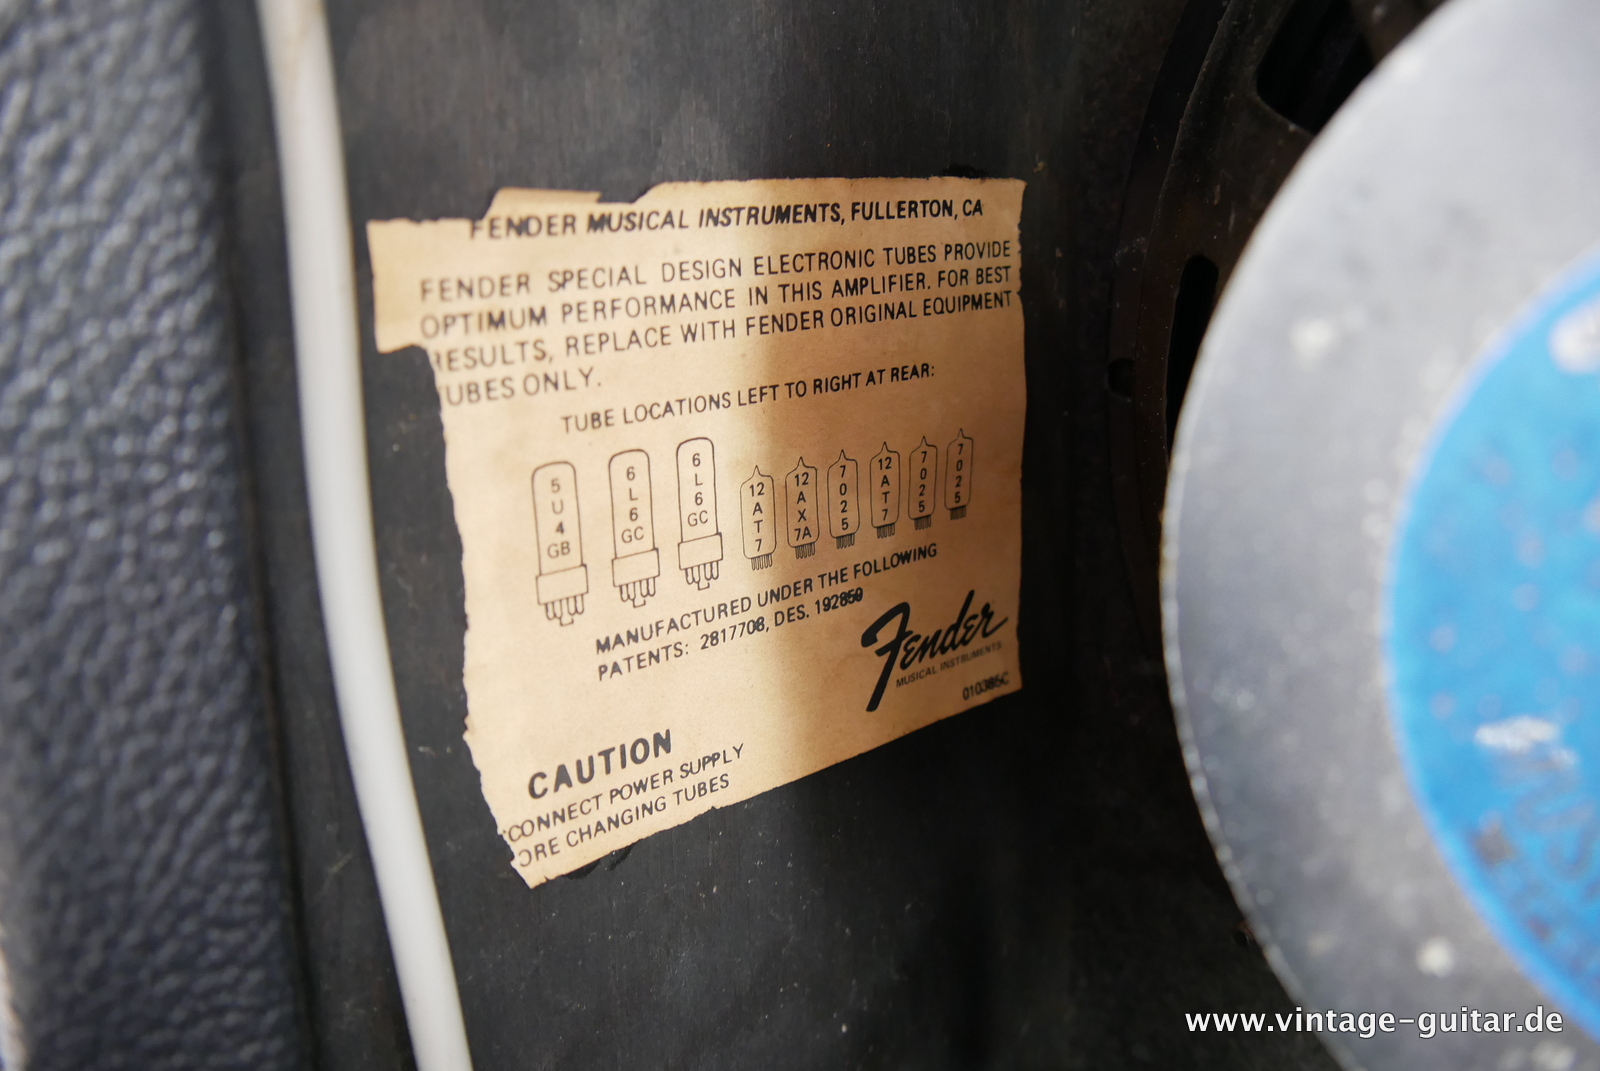 FENDER MUSICAL INSTRUMENTS, FULLERTON, CA
FENDER SPECIAL DESIGN ELECTRONIC TUBES PROVIDE
OPTIMUM PERFORMANCE IN THIS AMPLIFIER. FOR BEST
RESULTS, REPLACE WITH FENDER ORIGINAL EQUIPMENT
UBES ONLY.
TUBE LOCATIONS LEFT TO RIGHT AT REAR:
5U4GB 6L6GC 6L6GC 12AT7 12AX7A 7025 12AT7 7025 7025
MANUFACTURED UNDER THE FOLLOWING
PATENTS: 2817708, DES. 192859
Fender
MUSICAL INSTRUMENTS
010385C
CAUTION
CONNECT POWER SUPPLY
ORE CHANGING TUBES
www.vintage-guitar.de